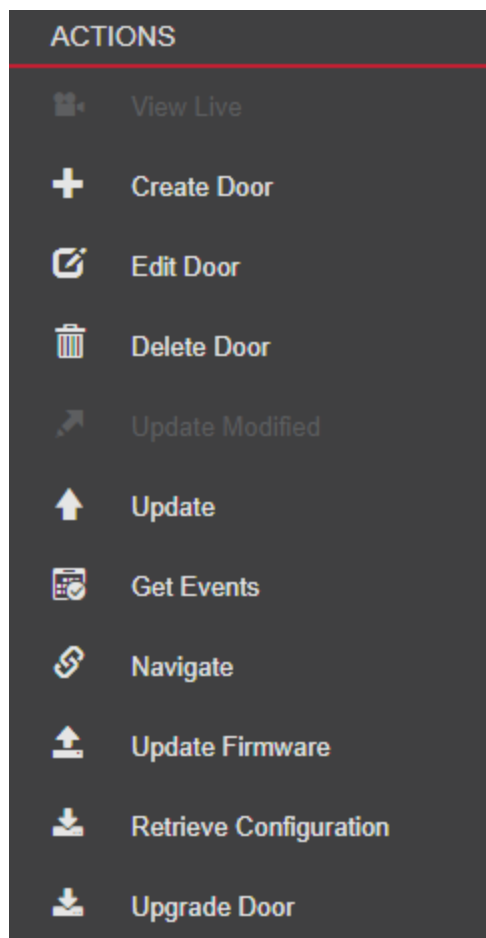 ACTIONS
View Live
Create Door
Edit Door
Delete Door
Update Modified
Update
Get Events
Navigate
Update Firmware
Retrieve Configuration
Upgrade Door